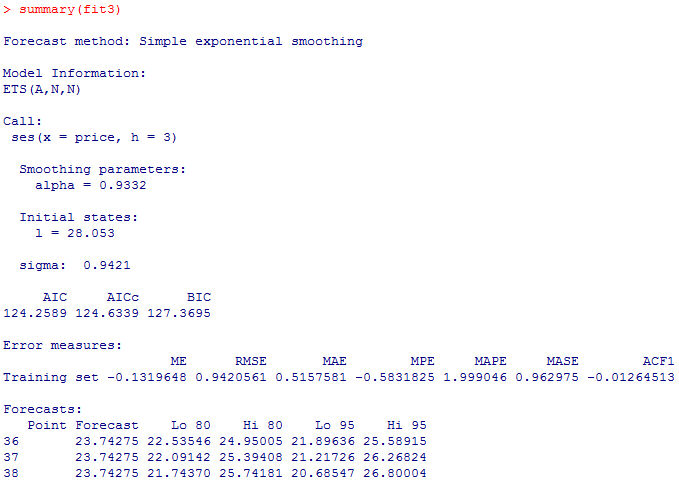 > summary(fit3)
Forecast method: Simple exponential smoothing
Model Information:
ETS(A,N,N)
Call:
ses(x = price, h = 3)
Smoothing parameters:
alpha = 0.9332
Initial states:
l = 28.053
sigma: 0.9421
AIC AICc BIC
124.2589 124.6339 127.3695
Error measures:
ME RMSE MAE MPE MAPE MASE ACF1
Training set -0.1319648 0.9420561 0.5157581 -0.5831825 1.999046 0.962975 -0.01264513
Forecasts:
Point Forecast Lo 80 Hi 80 Lo 95 Hi 95
36 23.74275 22.53546 24.95005 21.89636 25.58915
37 23.74275 22.09142 25.39408 21.21726 26.26824
38 23.74275 21.74370 25.74181 20.68547 26.80004